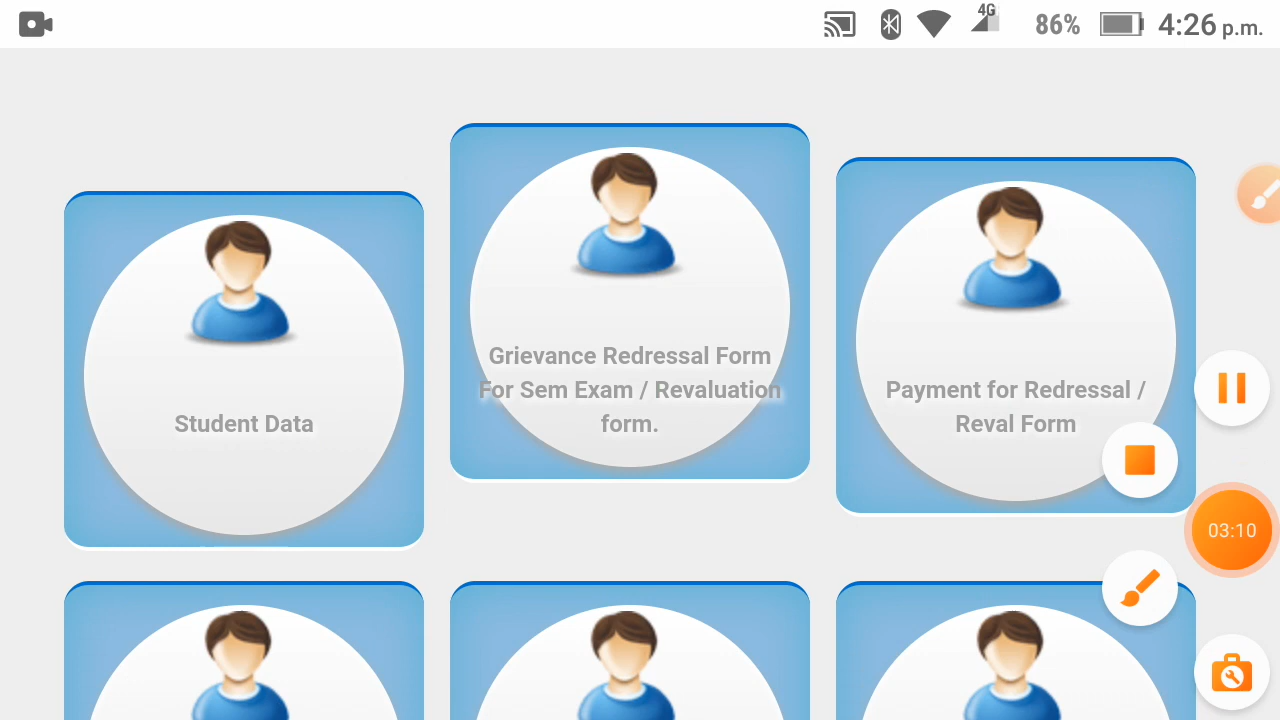 4G
86%
4:26 p.m.
Student Data
Grievance Redressal Form
For Sem Exam / Revaluation
form.
Payment for Redressal /
Reval Form
03:10